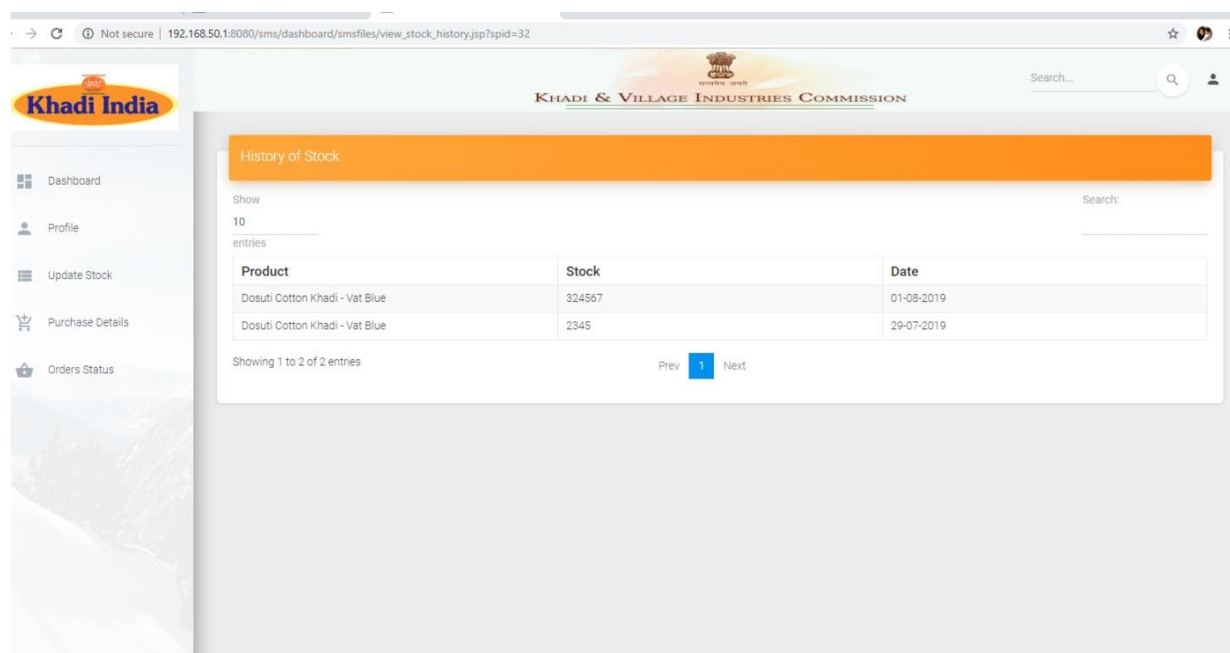 Not secure | 192.168.50.1:8080/sms/dashboard/smsfiles/view_stock_history.jsp?spid=32
Khadi India
सत्यमेव जयते
KHADI & VILLAGE INDUSTRIES COMMISSION
Search...
Dashboard
Profile
Update Stock
Purchase Details
Orders Status
History of Stock
Show
10
entries
Search:
Product Stock Date
Dosuti Cotton Khadi - Vat Blue 324567 01-08-2019
Dosuti Cotton Khadi - Vat Blue 2345 29-07-2019
Showing 1 to 2 of 2 entries
Prev 1 Next